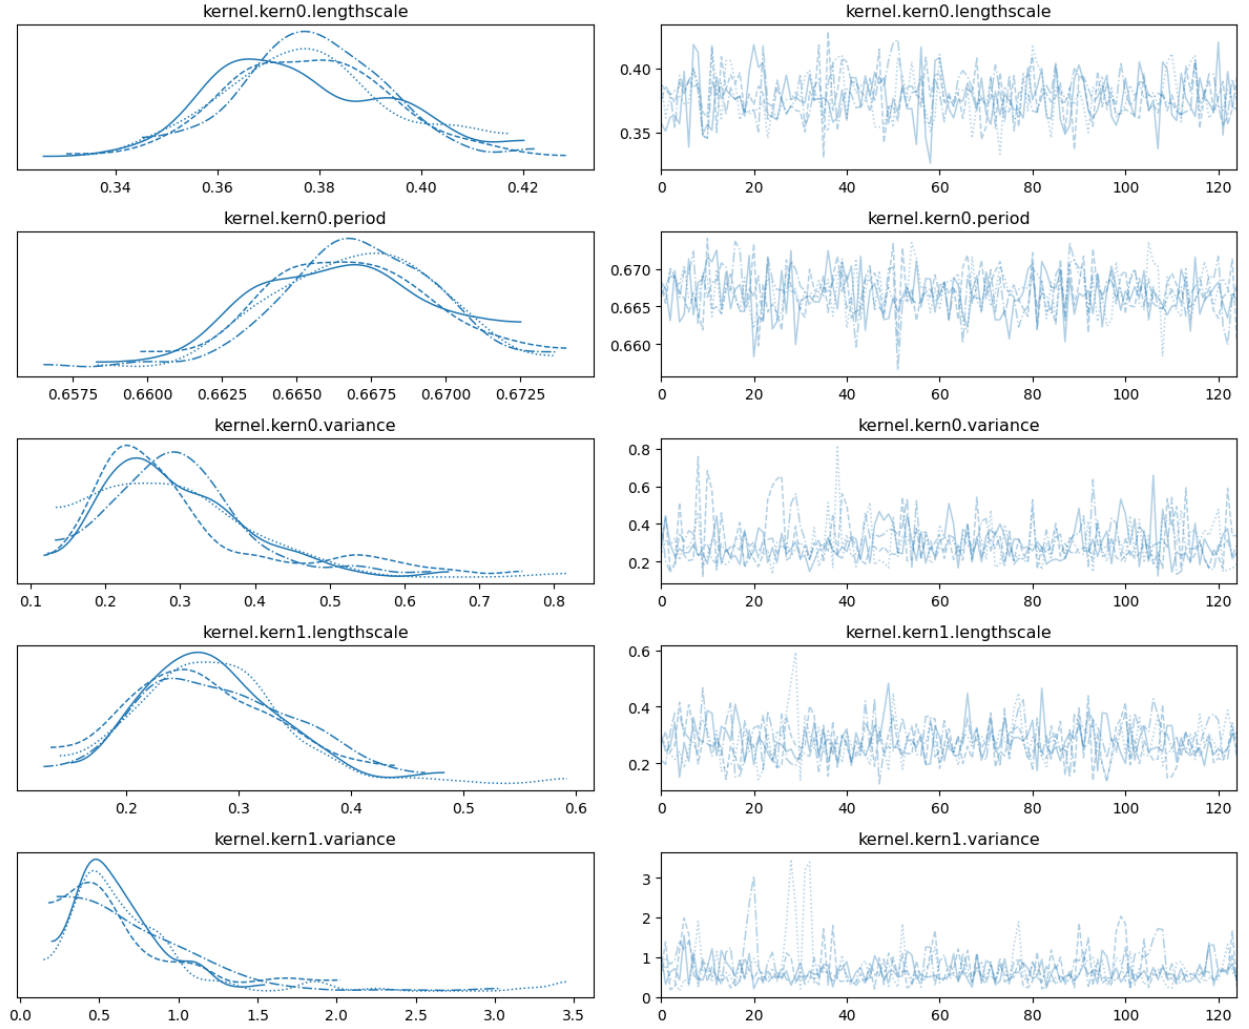 kernel.kern0.lengthscale
0.34 0.36 0.38 0.40 0.42
kernel.kern0.lengthscale
0.40
0.35
0 20 40 60 80 100 120
kernel.kern0.period
0.6575 0.6600 0.6625 0.6650 0.6675 0.6700 0.6725
kernel.kern0.period
0.670
0.665
0.660
0 20 40 60 80 100 120
kernel.kern0.variance
0.1 0.2 0.3 0.4 0.5 0.6 0.7 0.8
kernel.kern0.variance
0.8
0.6
0.4
0.2
0 20 40 60 80 100 120
kernel.kern1.lengthscale
0.2 0.3 0.4 0.5 0.6
kernel.kern1.lengthscale
0.6
0.4
0.2
0 20 40 60 80 100 120
kernel.kern1.variance
0.0 0.5 1.0 1.5 2.0 2.5 3.0 3.5
kernel.kern1.variance
3
2
1
0
0 20 40 60 80 100 120